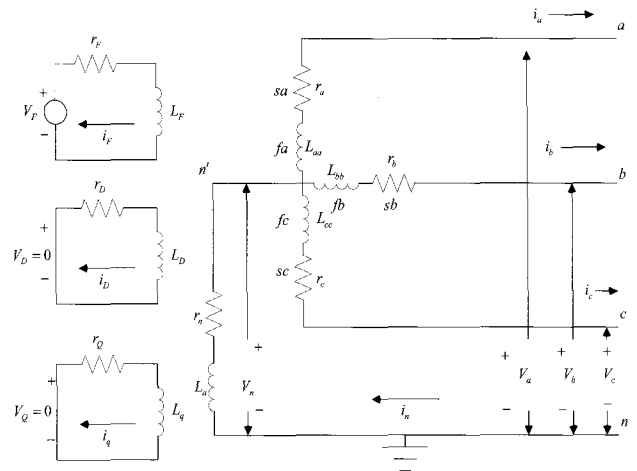 i_a
a
r_F
+
V_F
−
L_F
i_F
sa
r_a
fa
L_aa
i_b
n'
L_bb
r_b
b
fb
sb
r_D
+
V_D = 0
−
L_D
i_D
fc
L_cc
sc
r_c
i_c
c
r_n
r_Q
+
V_Q = 0
−
L_q
i_q
L_n
+
V_n
−
i_n
+
V_a
−
+
V_b
−
+
V_c
−
n